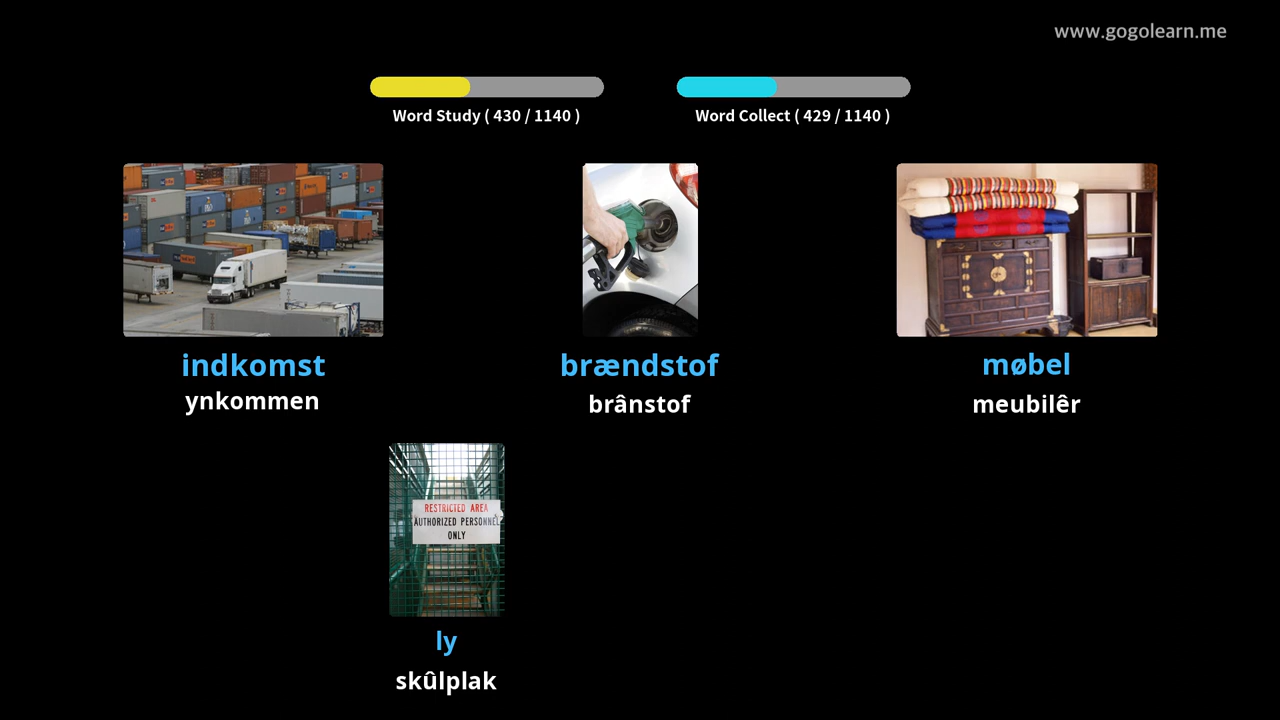 www.gogolearn.me
Word Study ( 430 / 1140 )
Word Collect ( 429 / 1140 )
indkomst
ynkommen
brændstof
brânstof
møbel
meubilêr
RESTRICTED AREA
AUTHORIZED PERSONNEL
ONLY
ly
skûlplak